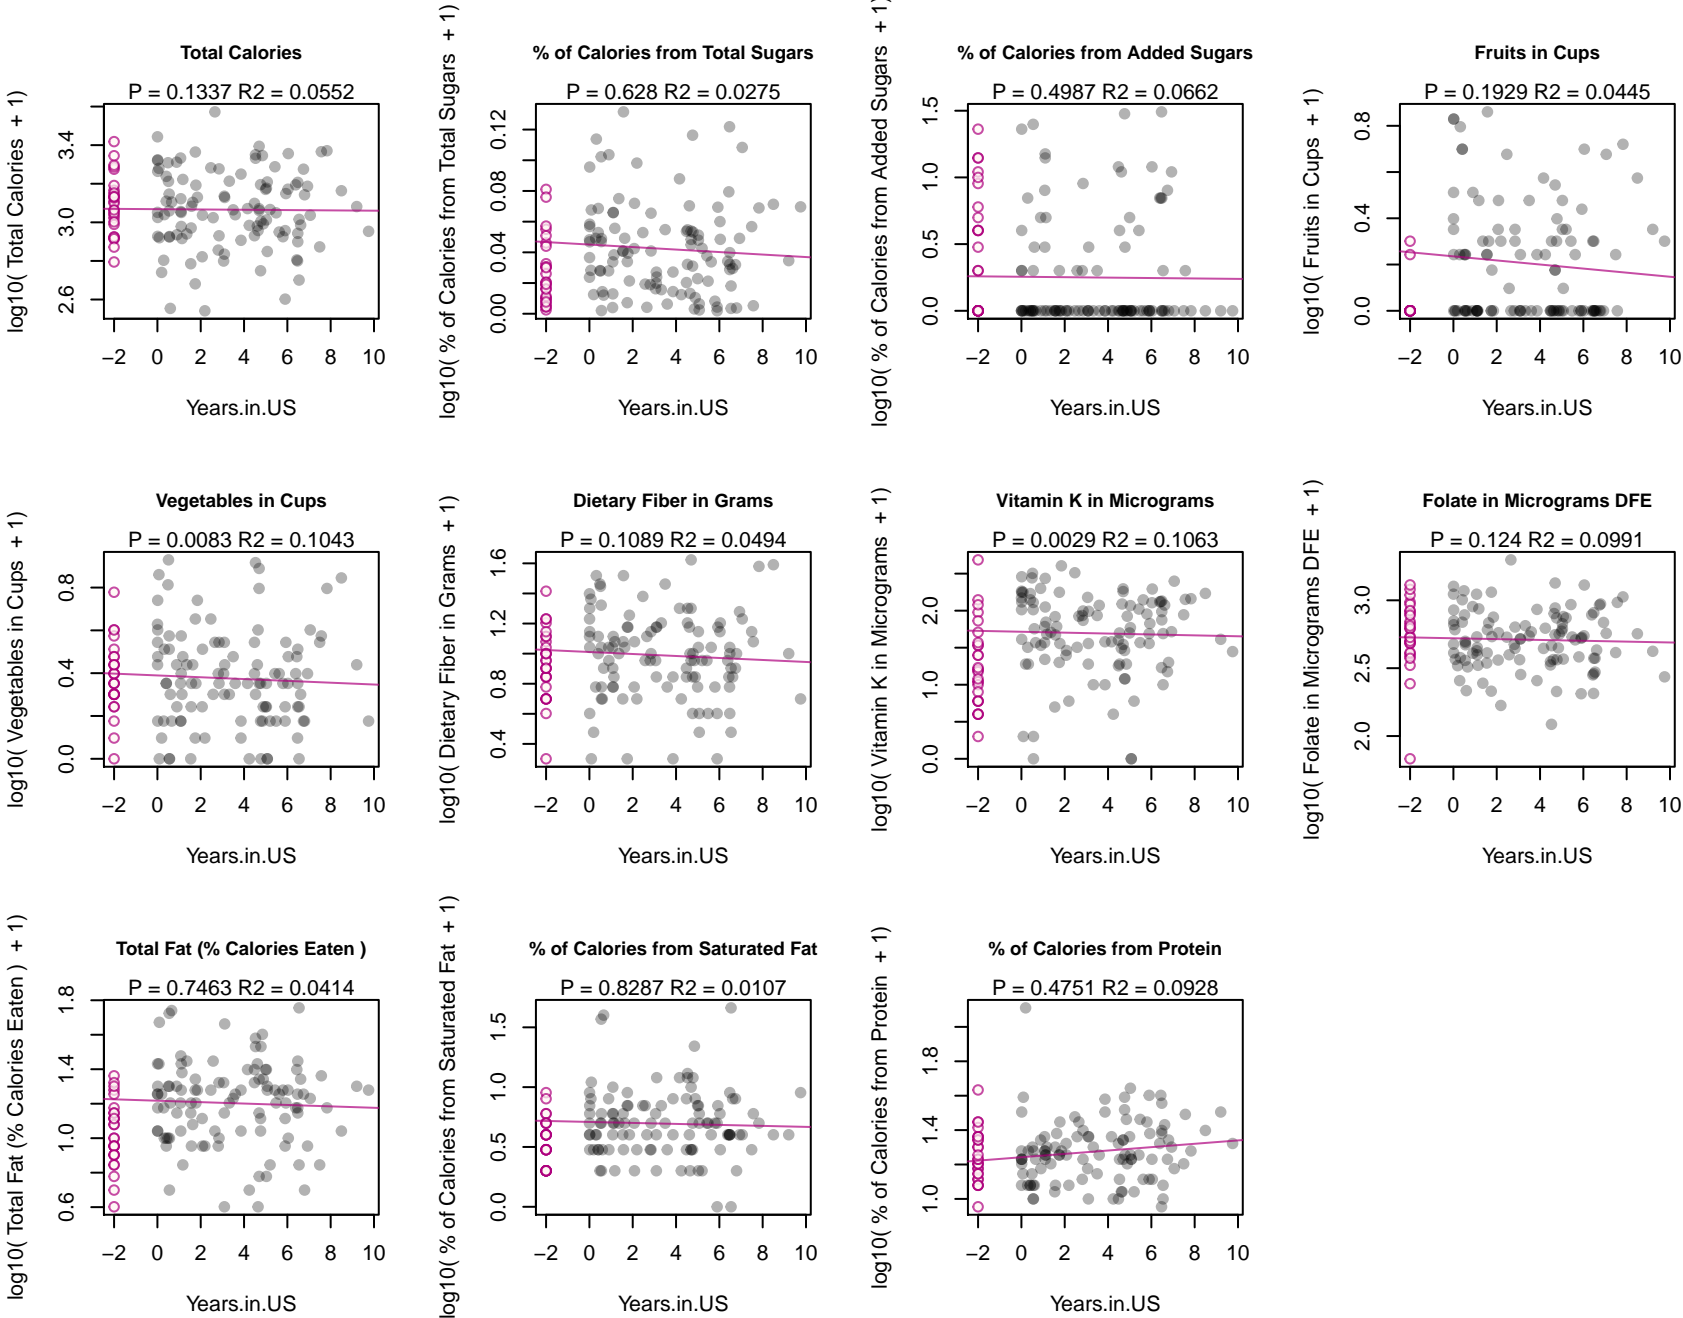 Total Calories
P = 0.1337 R2 = 0.0552
log10( Total Calories + 1)
2.6 3.0 3.4
−2 0 2 4 6 8 10
Years.in.US
% of Calories from Total Sugars
P = 0.628 R2 = 0.0275
log10( % of Calories from Total Sugars + 1)
0.00 0.04 0.08 0.12
−2 0 2 4 6 8 10
Years.in.US
% of Calories from Added Sugars
P = 0.4987 R2 = 0.0662
log10( % of Calories from Added Sugars + 1)
0.0 0.5 1.0 1.5
−2 0 2 4 6 8 10
Years.in.US
Fruits in Cups
P = 0.1929 R2 = 0.0445
log10( Fruits in Cups + 1)
0.0 0.4 0.8
−2 0 2 4 6 8 10
Years.in.US
Vegetables in Cups
P = 0.0083 R2 = 0.1043
log10( Vegetables in Cups + 1)
0.0 0.4 0.8
−2 0 2 4 6 8 10
Years.in.US
Dietary Fiber in Grams
P = 0.1089 R2 = 0.0494
log10( Dietary Fiber in Grams + 1)
0.4 0.8 1.2 1.6
−2 0 2 4 6 8 10
Years.in.US
Vitamin K in Micrograms
P = 0.0029 R2 = 0.1063
log10( Vitamin K in Micrograms + 1)
0.0 1.0 2.0
−2 0 2 4 6 8 10
Years.in.US
Folate in Micrograms DFE
P = 0.124 R2 = 0.0991
log10( Folate in Micrograms DFE + 1)
2.0 2.5 3.0
−2 0 2 4 6 8 10
Years.in.US
Total Fat (% Calories Eaten )
P = 0.7463 R2 = 0.0414
log10( Total Fat (% Calories Eaten ) + 1)
0.6 1.0 1.4 1.8
−2 0 2 4 6 8 10
Years.in.US
% of Calories from Saturated Fat
P = 0.8287 R2 = 0.0107
log10( % of Calories from Saturated Fat + 1)
0.0 0.5 1.0 1.5
−2 0 2 4 6 8 10
Years.in.US
% of Calories from Protein
P = 0.4751 R2 = 0.0928
log10( % of Calories from Protein + 1)
1.0 1.4 1.8
−2 0 2 4 6 8 10
Years.in.US